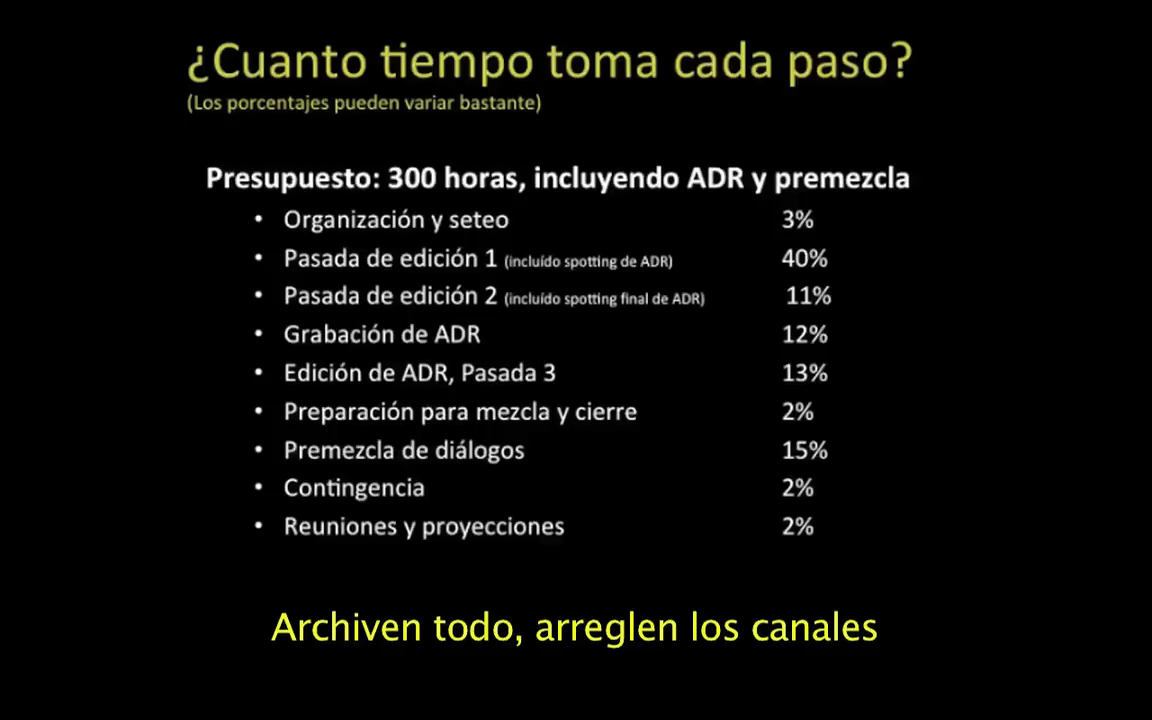 ¿Cuanto tiempo toma cada paso?
(Los porcentajes pueden variar bastante)
Presupuesto: 300 horas, incluyendo ADR y premezcla
• Organización y seteo 3%
• Pasada de edición 1 (incluído spotting de ADR) 40%
• Pasada de edición 2 (incluído spotting final de ADR) 11%
• Grabación de ADR 12%
• Edición de ADR, Pasada 3 13%
• Preparación para mezcla y cierre 2%
• Premezcla de diálogos 15%
• Contingencia 2%
• Reuniones y proyecciones 2%
Archiven todo, arreglen los canales